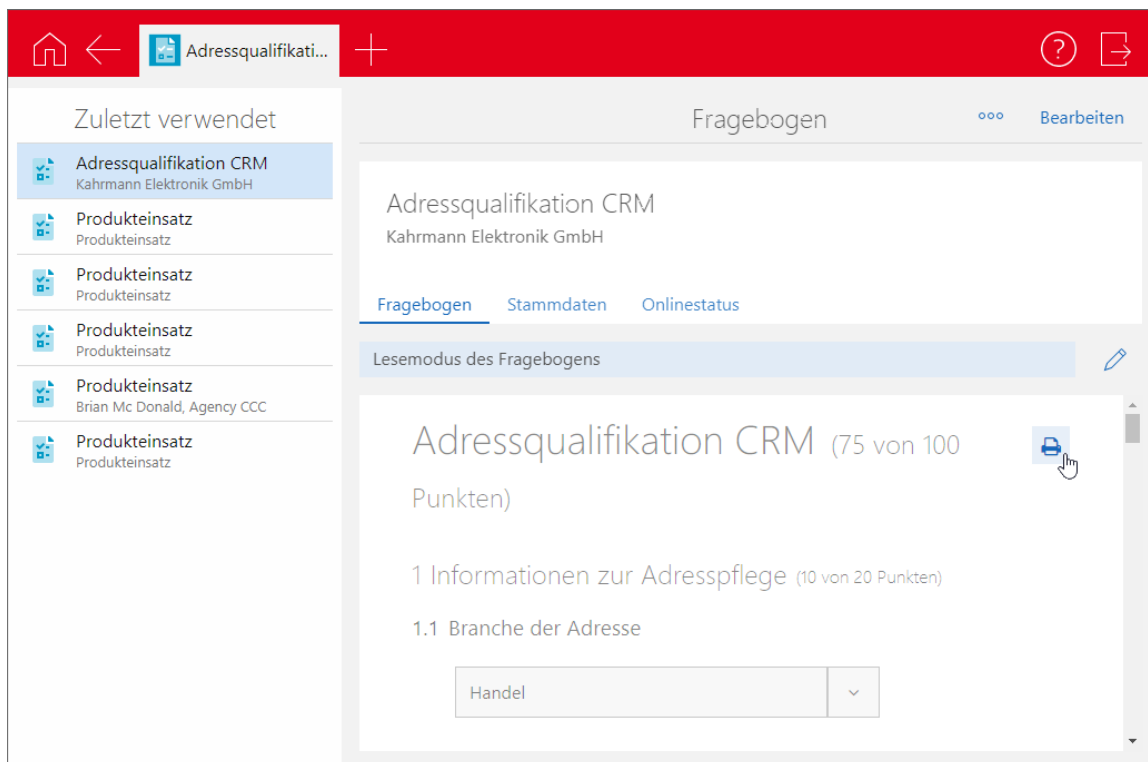 Adressqualifikati...
Zuletzt verwendet
Adressqualifikation CRM
Kahrmann Elektronik GmbH
Produkteinsatz
Produkteinsatz
Produkteinsatz
Produkteinsatz
Produkteinsatz
Produkteinsatz
Produkteinsatz
Brian Mc Donald, Agency CCC
Produkteinsatz
Produkteinsatz
Fragebogen
Bearbeiten
Adressqualifikation CRM
Kahrmann Elektronik GmbH
Fragebogen Stammdaten Onlinestatus
Lesemodus des Fragebogens
Adressqualifikation CRM (75 von 100
Punkten)
1 Informationen zur Adresspflege (10 von 20 Punkten)
1.1 Branche der Adresse
Handel